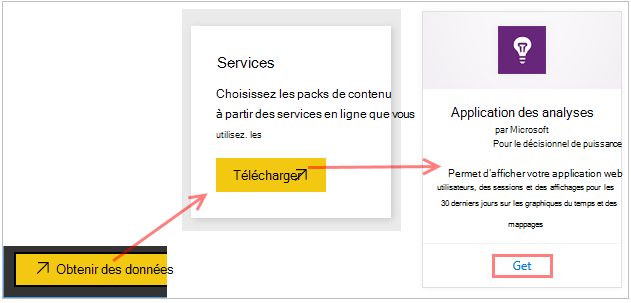 Services
Choisissez les packs de contenu
à partir des services en ligne que vous
utilisez. les
Télécharger
Obtenir des données
Application des analyses
par Microsoft
Pour le décisionnel de puissance
Permet d'afficher votre application web
utilisateurs, des sessions et des affichages pour les
30 derniers jours sur les graphiques du temps et des
mappages
Get